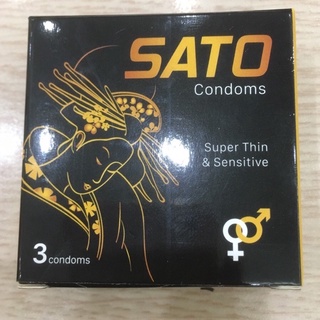 SATO
Condoms
Super Thin
& Sensitive
3 condoms